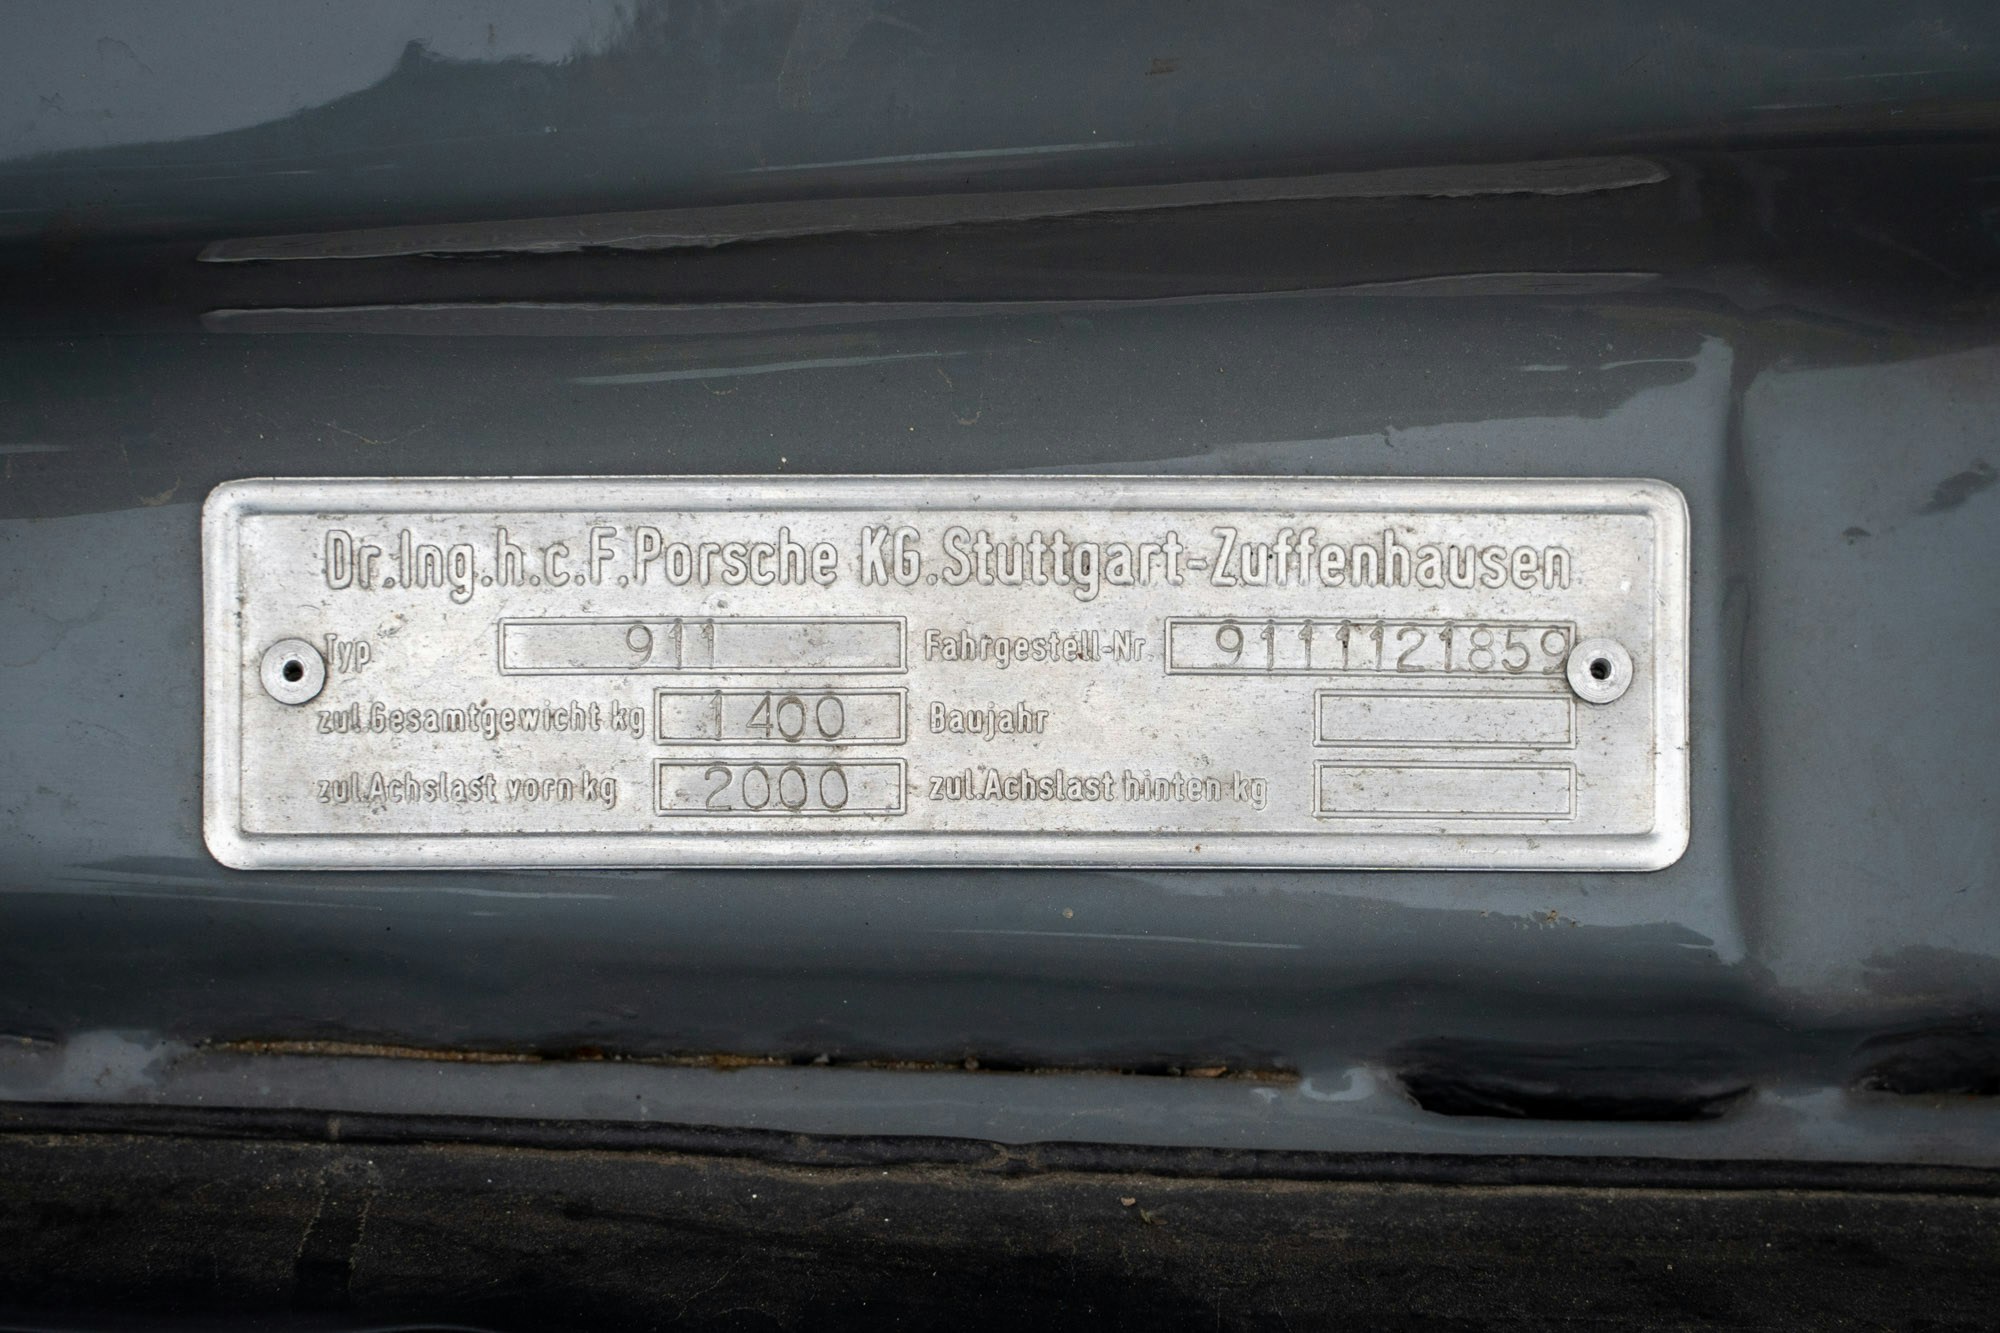 Dr.Ing.h.c.F.Porsche KG.Stuttgart-Zuffenhausen
Typ 911 Fahrgestell-Nr 9111121859
zul.Gesamtgewicht kg 1400 Baujahr
zul.Achslast vorn kg 2000 zul.Achslast hinten kg